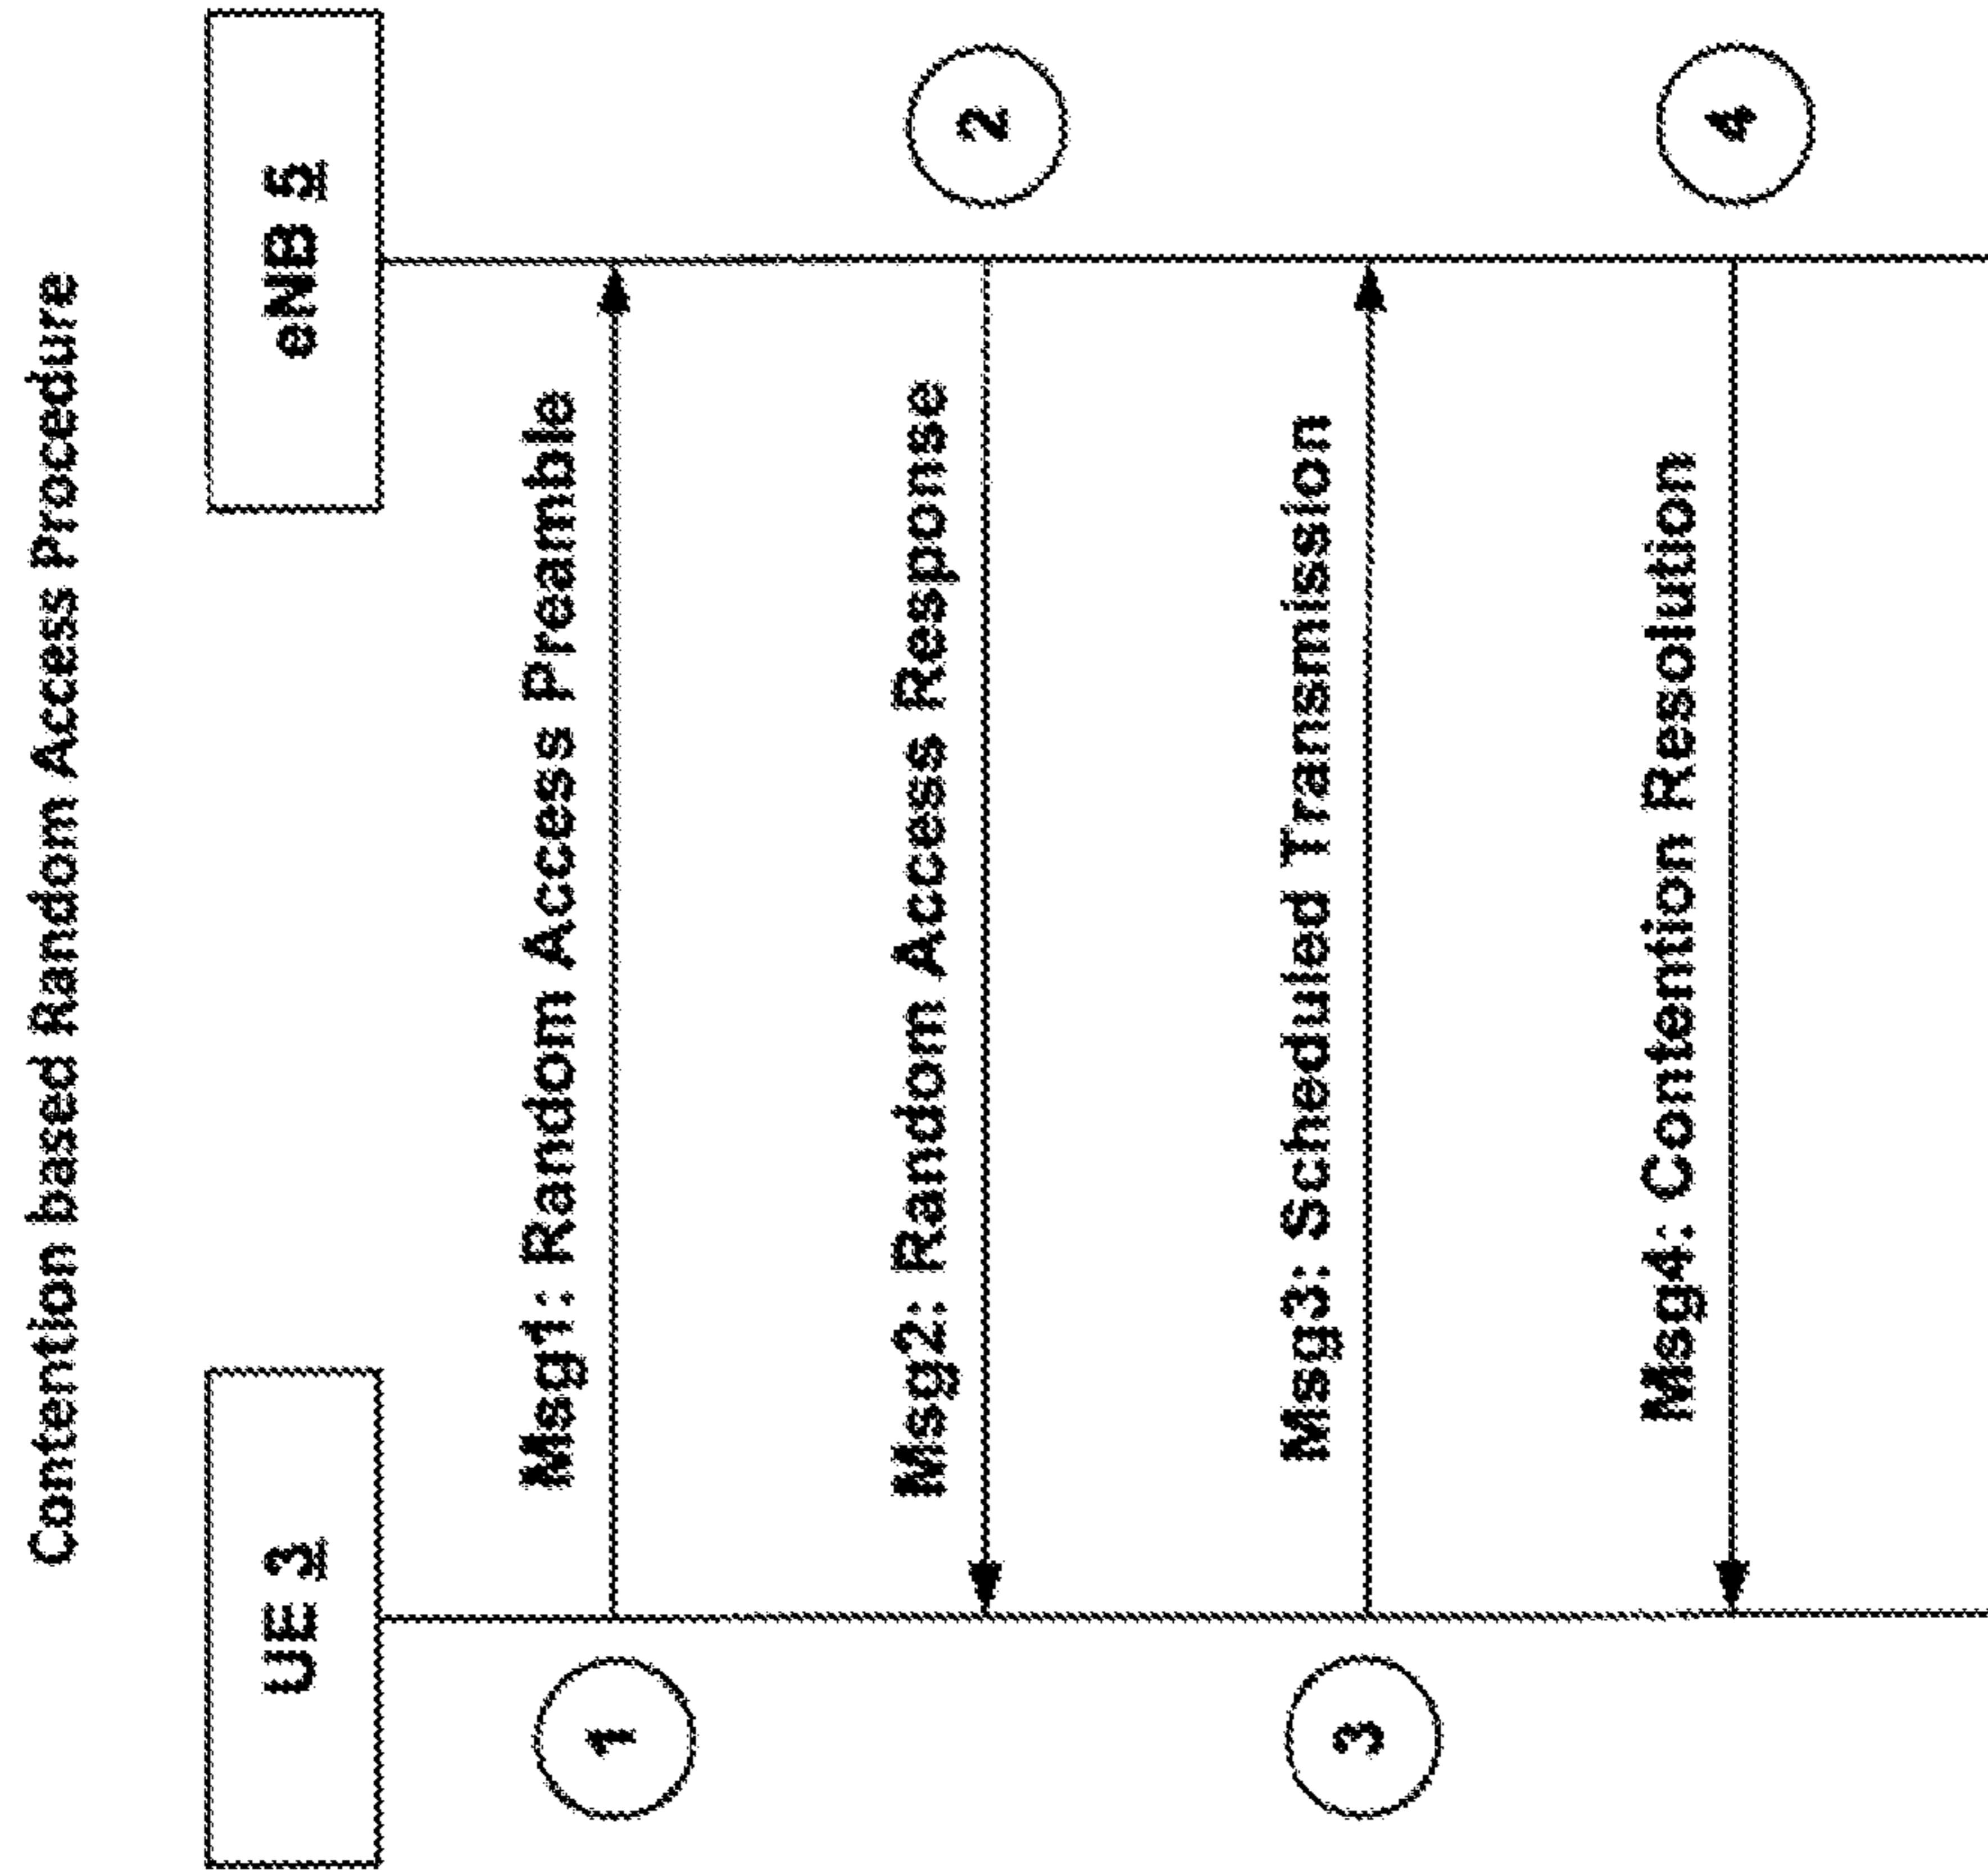 Contention based Random Access Procedure
UE 3
eNB 5
Msg1: Random Access Preamble
1
Msg2: Random Access Response
2
Msg3: Scheduled Transmission
3
Msg4: Contention Resolution
4